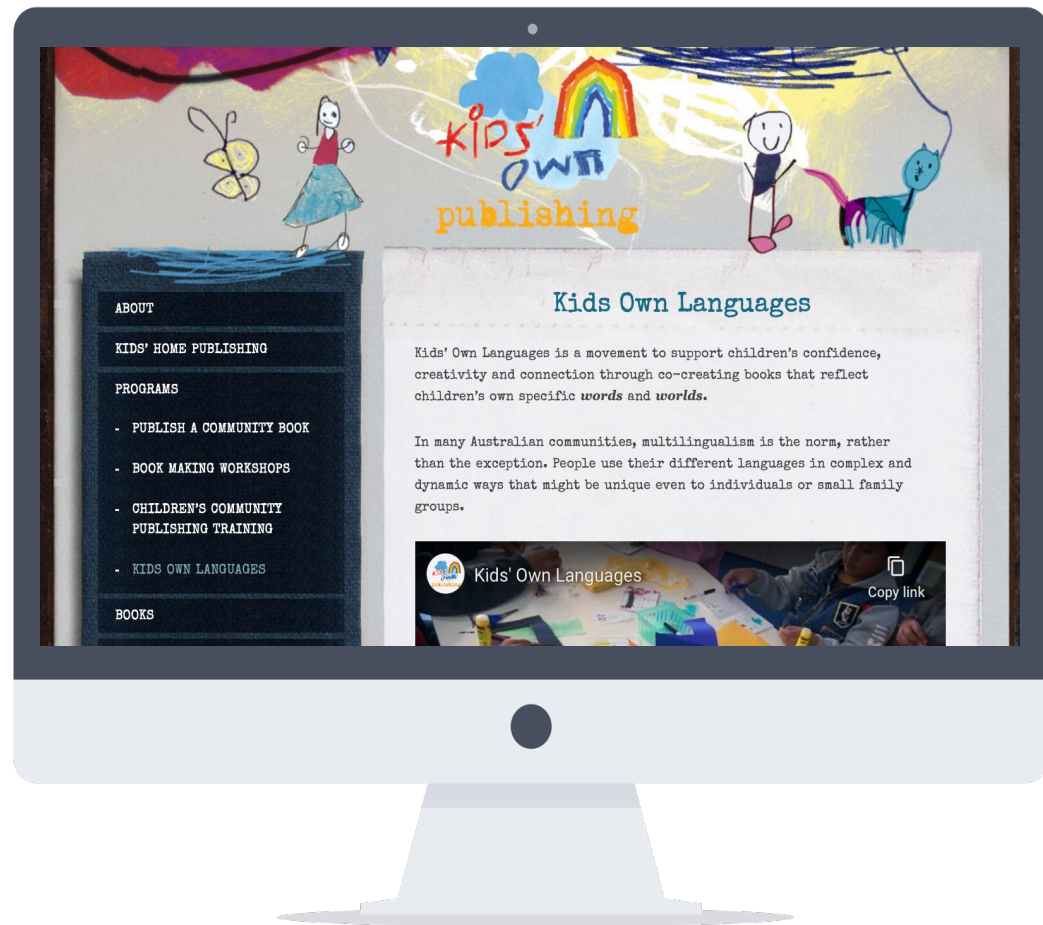 KIDS'
OWN
publishing
ABOUT
KIDS' HOME PUBLISHING
PROGRAMS
- PUBLISH A COMMUNITY BOOK
- BOOK MAKING WORKSHOPS
- CHILDREN'S COMMUNITY
PUBLISHING TRAINING
- KIDS OWN LANGUAGES
BOOKS
Kids Own Languages
Kids' Own Languages is a movement to support children's confidence,
creativity and connection through co-creating books that reflect
children's own specific words and worlds.
In many Australian communities, multilingualism is the norm, rather
than the exception. People use their different languages in complex and
dynamic ways that might be unique even to individuals or small family
groups.
Kids' Own Languages
Copy link